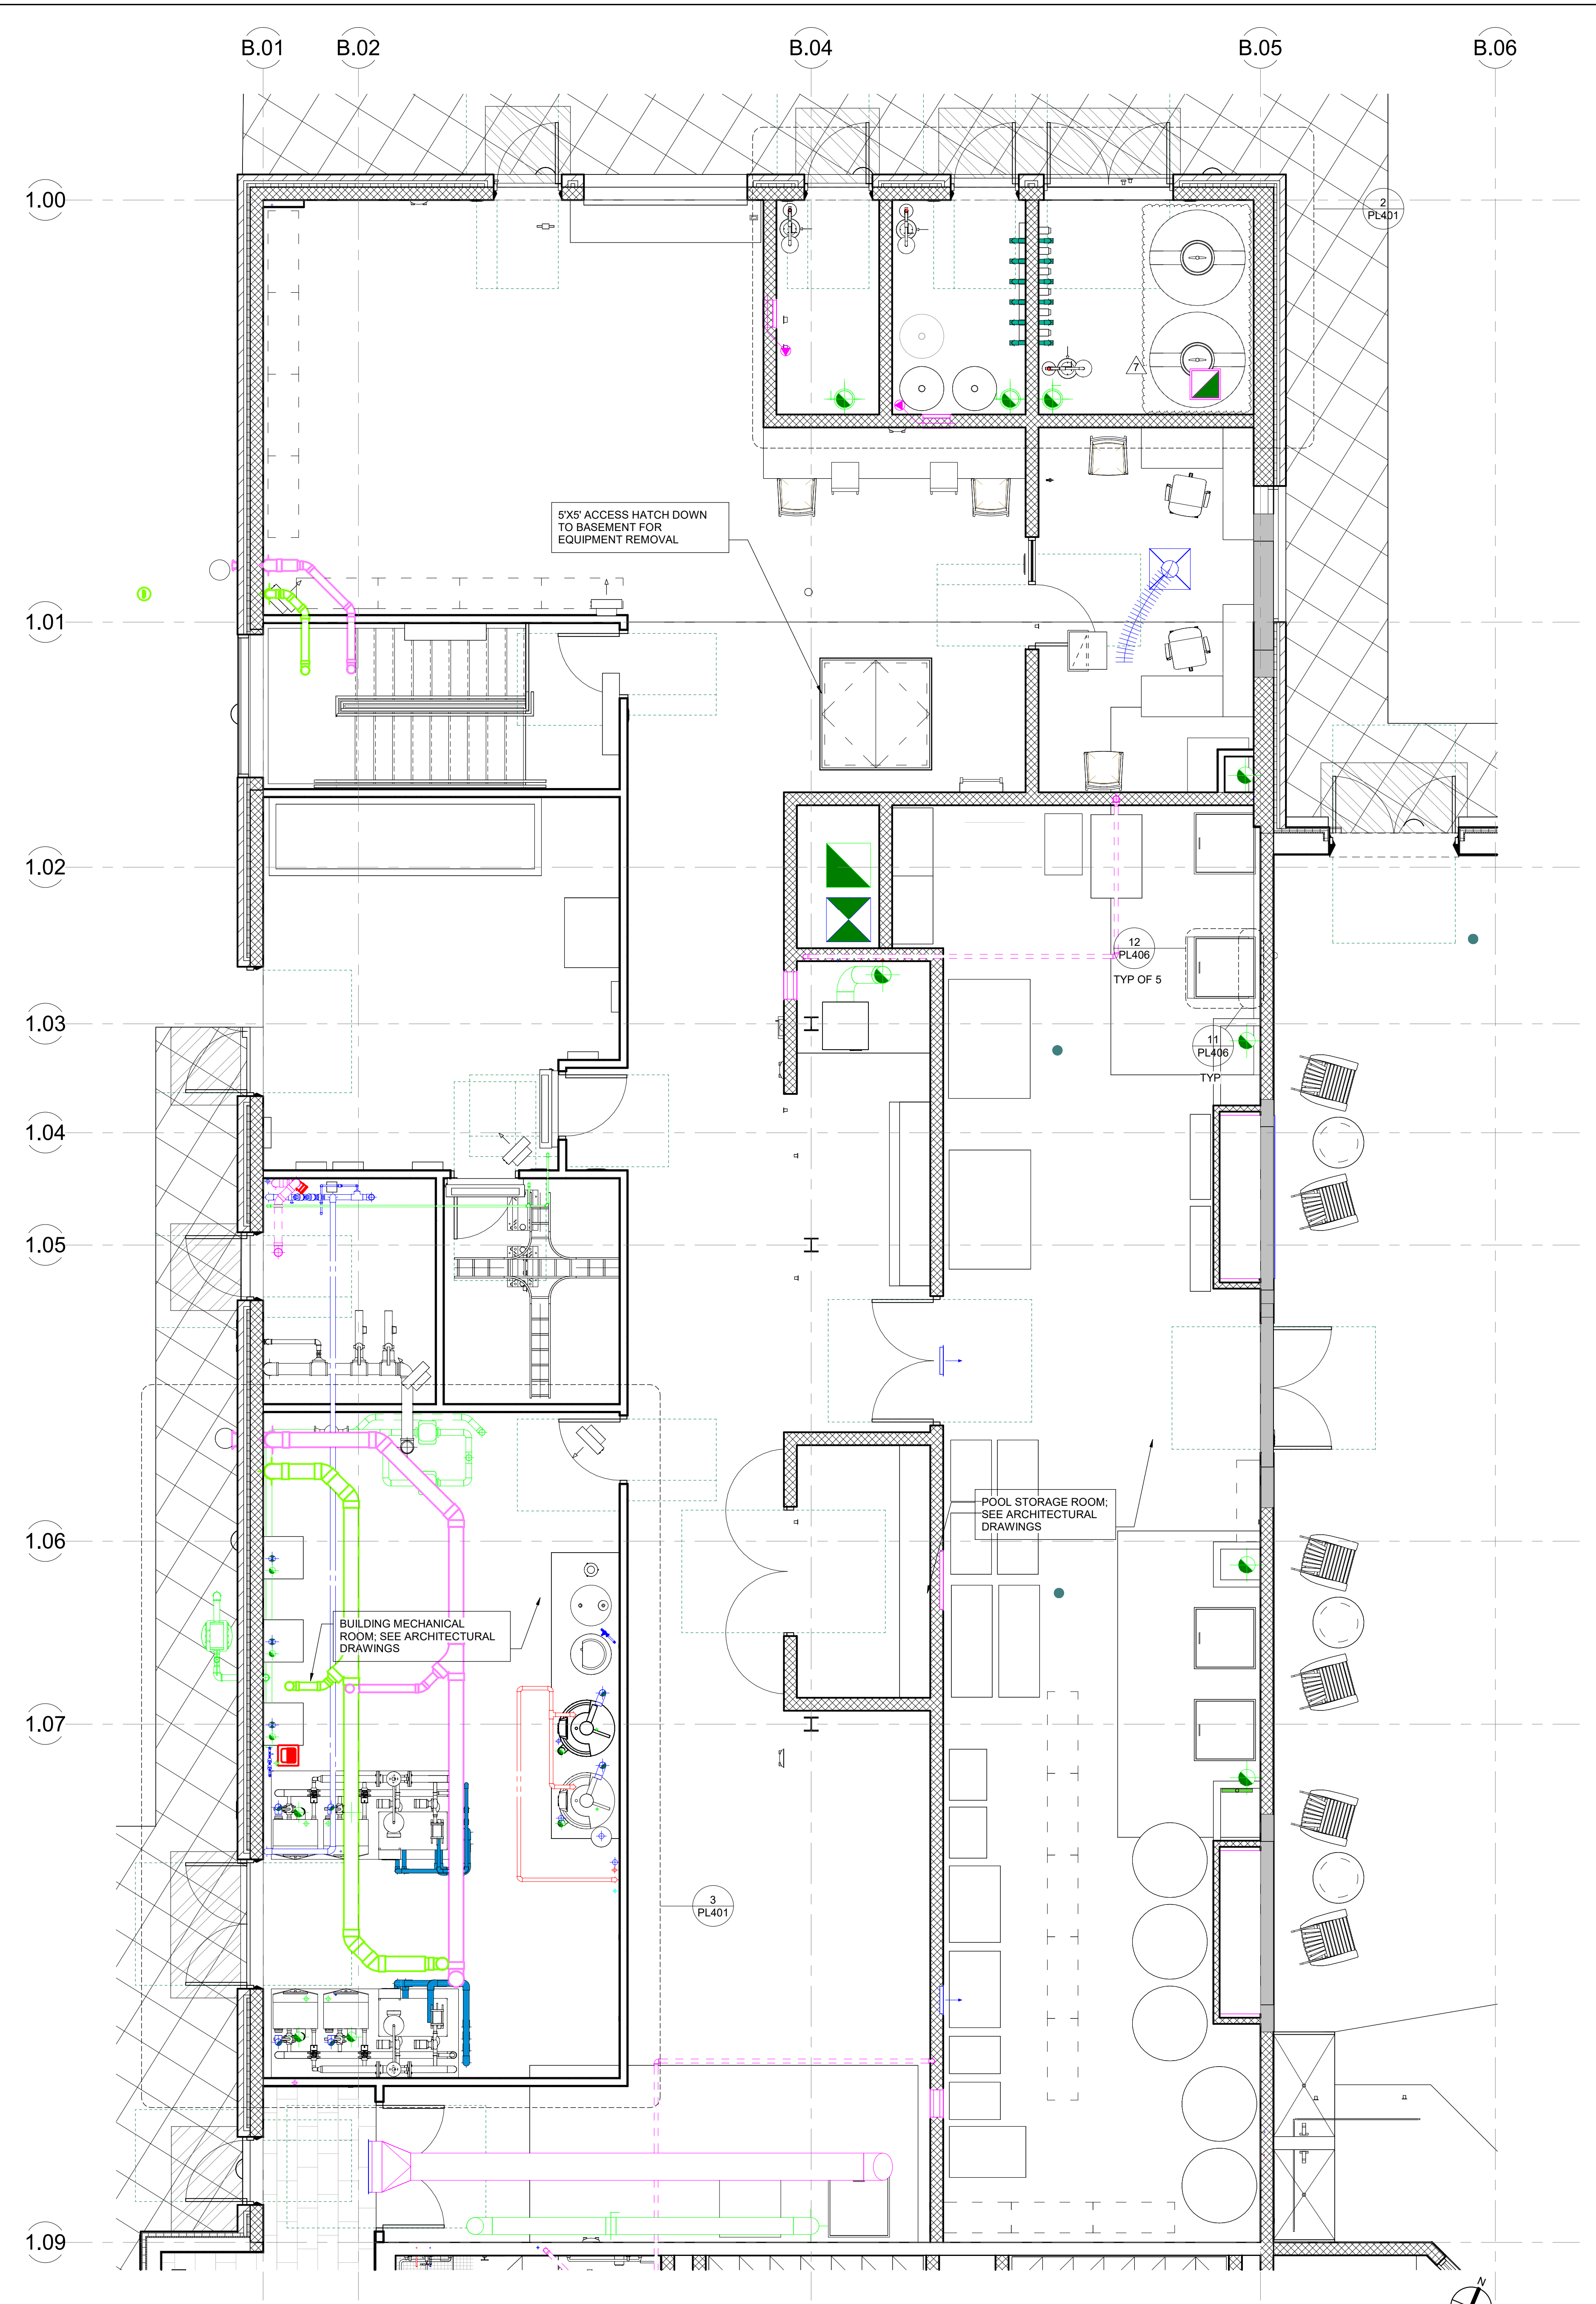 B.01
B.02
B.04
B.05
B.06
1.00
2
PL401
7
5'X5' ACCESS HATCH DOWN
TO BASEMENT FOR
EQUIPMENT REMOVAL
1.01
1.02
12
PL406
TYP OF 5
1.03
11
PL406
TYP
1.04
1.05
POOL STORAGE ROOM;
SEE ARCHITECTURAL
DRAWINGS
1.06
BUILDING MECHANICAL
ROOM; SEE ARCHITECTURAL
DRAWINGS
1.07
3
PL401
1.09
N